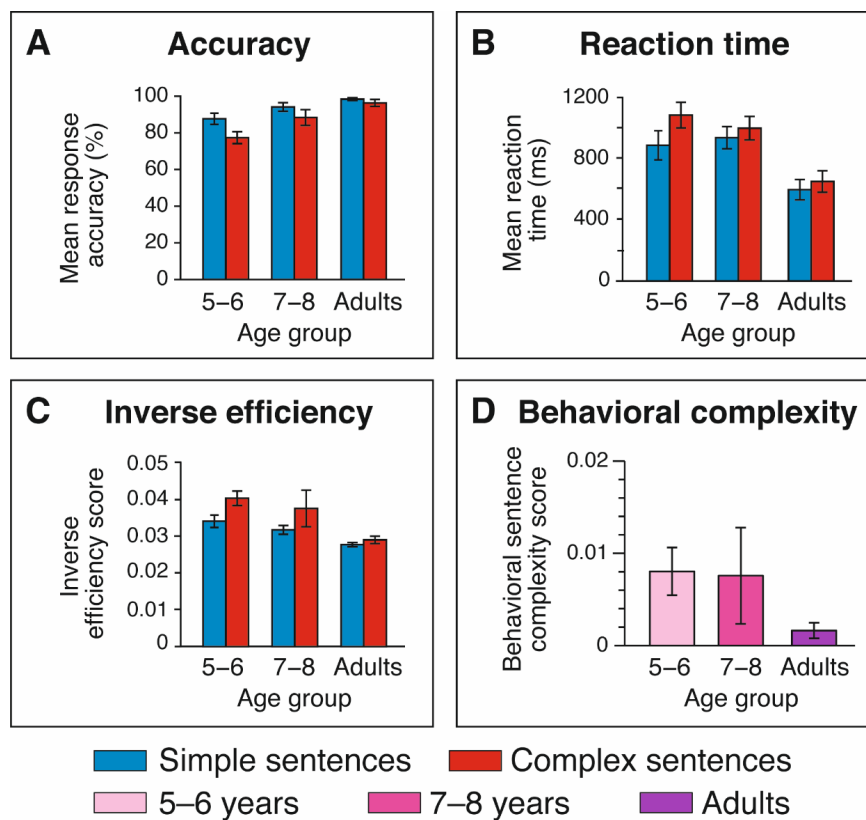 A Accuracy
Mean response
accuracy (%)
100
80
60
40
20
0
5–6 7–8 Adults
Age group
B Reaction time
Mean reaction
time (ms)
1200
800
400
0
5–6 7–8 Adults
Age group
C Inverse efficiency
Inverse
efficiency score
0.05
0.04
0.03
0.02
0.01
0
5–6 7–8 Adults
Age group
D Behavioral complexity
Behavioral sentence
complexity score
0.02
0.01
0
5–6 7–8 Adults
Age group
Simple sentences Complex sentences
5–6 years 7–8 years Adults